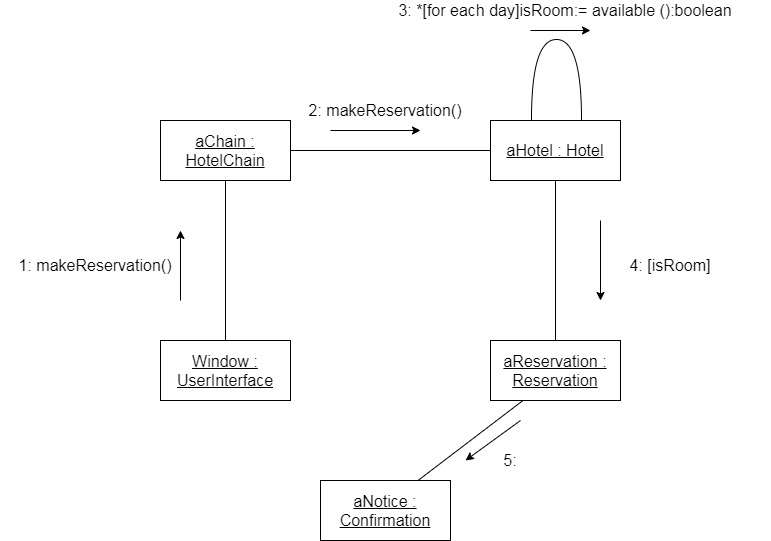 3: *[for each day]isRoom:= available ():boolean
2: makeReservation()
aChain :
HotelChain
aHotel : Hotel
1: makeReservation()
4: [isRoom]
Window :
UserInterface
aReservation :
Reservation
5:
aNotice :
Confirmation